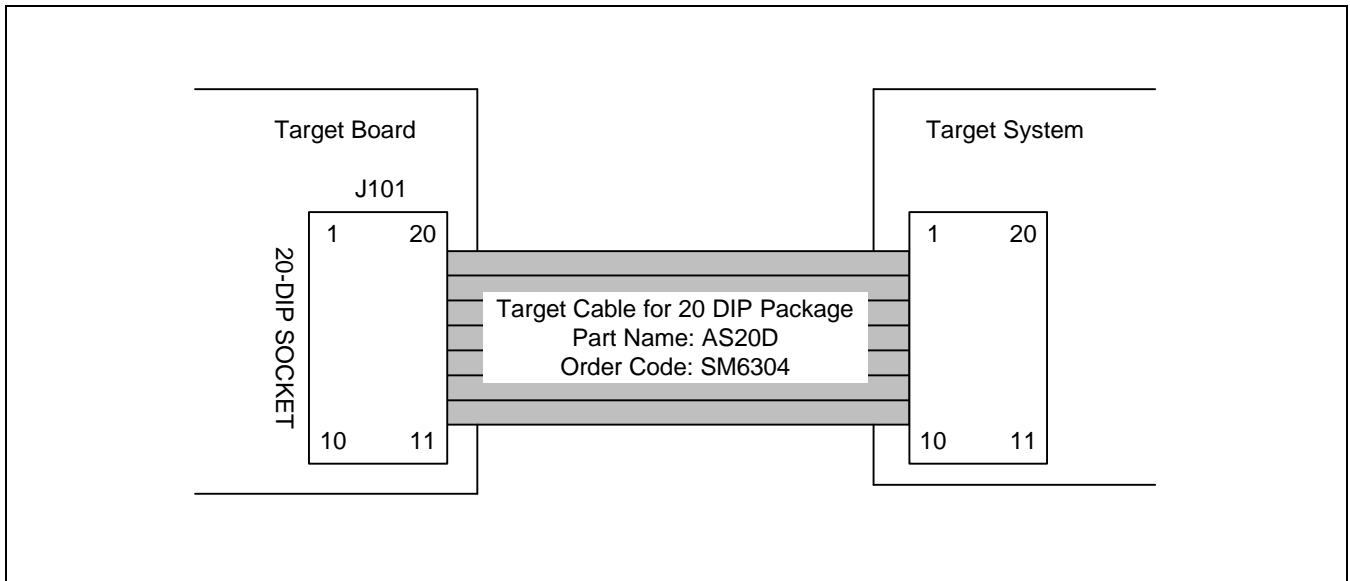 Target Board
Target System
J101
1 20
1 20
20-DIP SOCKET
Target Cable for 20 DIP Package
Part Name: AS20D
Order Code: SM6304
10 11
10 11